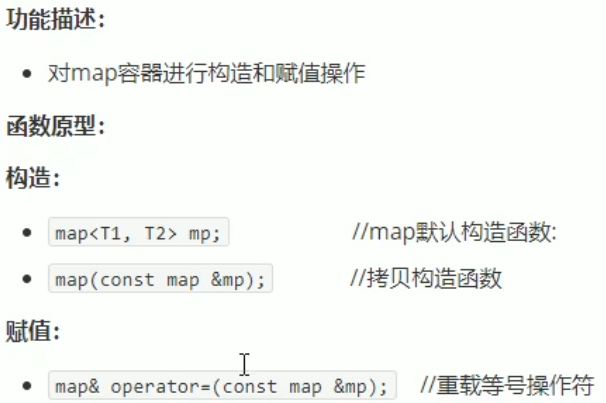 功能描述：
对map容器进行构造和赋值操作
函数原型：
构造：
map<T1, T2> mp; //map默认构造函数:
map(const map &mp); //拷贝构造函数
赋值：
map& operator=(const map &mp); //重载等号操作符